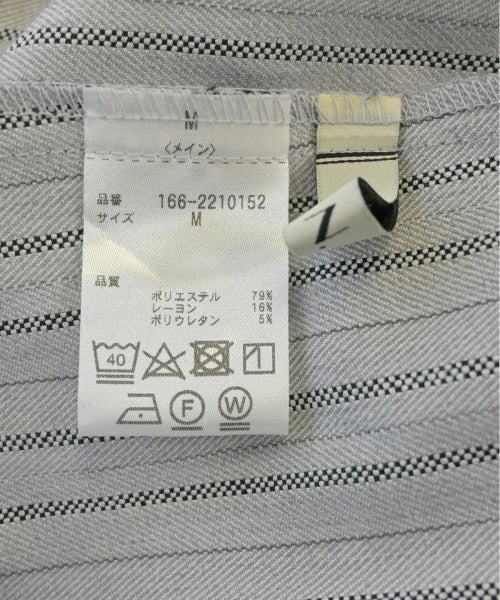 M
〈メイン〉
品番 166-2210152
サイズ M
品質
ポリエステル 79%
レーヨン 16%
ポリウレタン 5%
40
F W